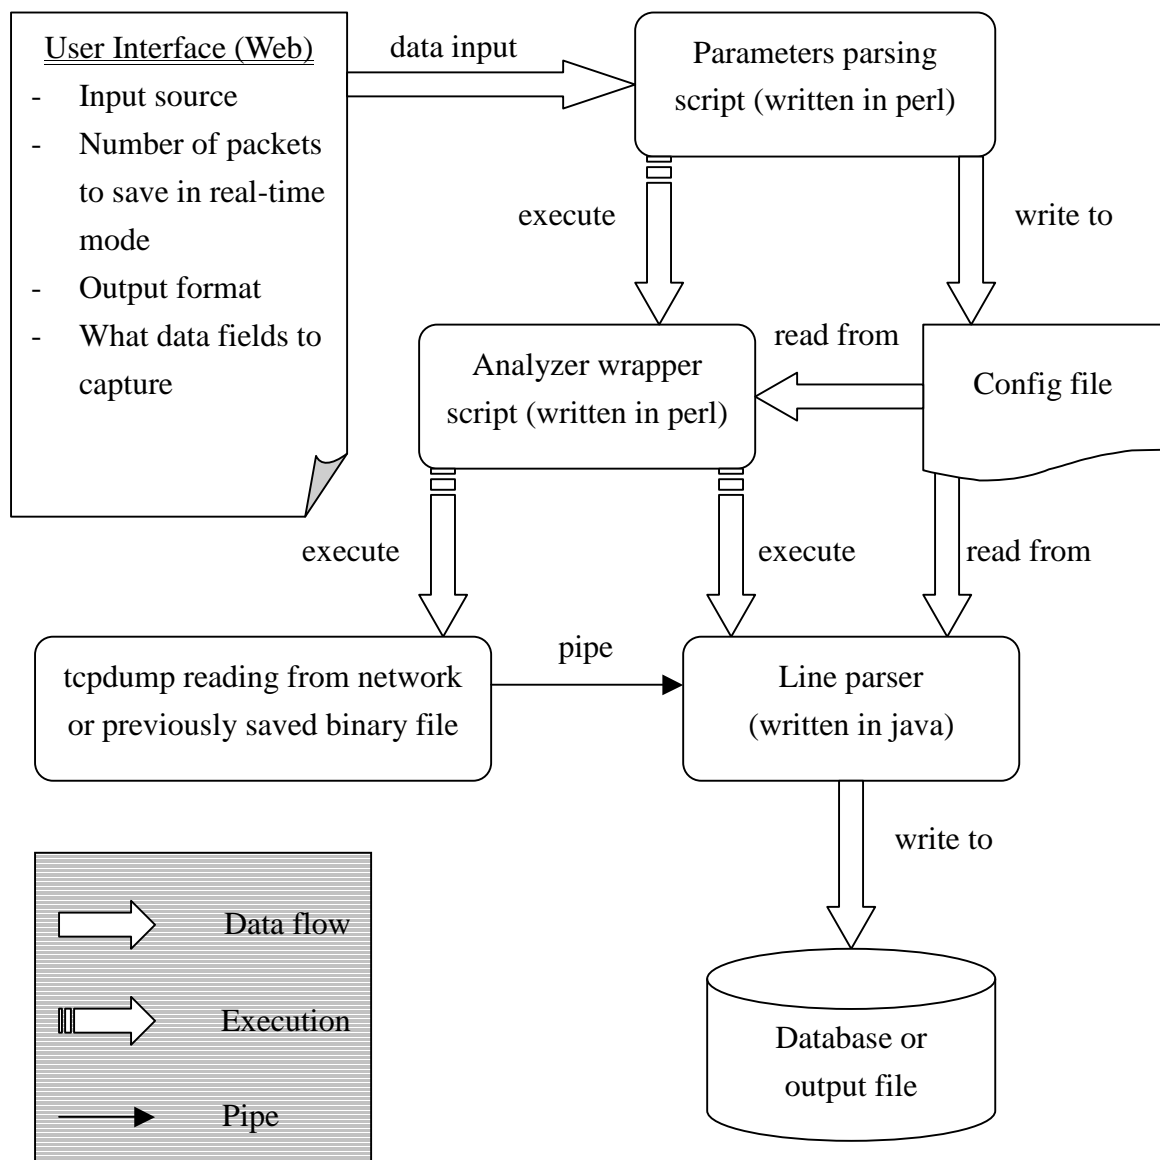 User Interface (Web)
- Input source
- Number of packets
to save in real-time
mode
- Output format
- What data fields to
capture
data input
Parameters parsing
script (written in perl)
execute
write to
Analyzer wrapper
script (written in perl)
read from
Config file
execute
execute
read from
tcpdump reading from network
or previously saved binary file
pipe
Line parser
(written in java)
write to
Database or
output file
Data flow
Execution
Pipe